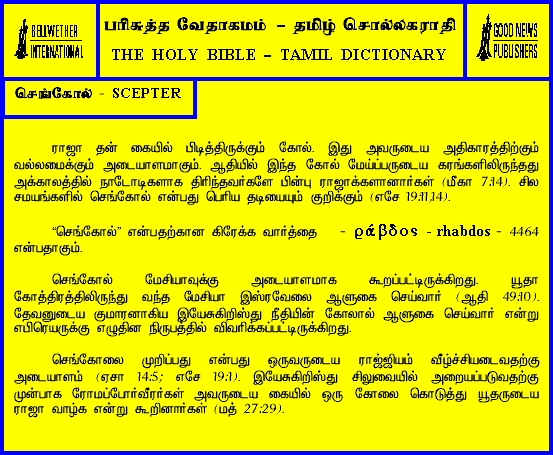 BELLWETHER
INTERNATIONAL
பரிசுத்த வேதாகமம் – தமிழ் சொல்லகராதி
THE HOLY BIBLE – TAMIL DICTIONARY
GOOD NEWS
PUBLISHERS
செங்கோல் - SCEPTER
ராஜா தன் கையில் பிடித்திருக்கும் கோல். இது அவருடைய அதிகாரத்திற்கும்
வல்லமைக்கும் அடையாளமாகும். ஆதியில் இந்த கோல் மேய்ப்பருடைய கரங்களிலிருந்தது
அக்காலத்தில் நாடோடிகளாக திரிந்தவர்களே பின்பு ராஜாக்களானார்கள் (மீகா 7:14). சில
சமயங்களில் செங்கோல் என்பது பெரிய தடியையும் குறிக்கும் (எசே 19:11,14).
"செங்கோல்" என்பதற்கான கிரேக்க வார்த்தை - ῥάβδος - rhabdos - 4464
என்பதாகும்.
செங்கோல் மேசியாவுக்கு அடையாளமாக கூறப்பட்டிருக்கிறது. யூதா
கோத்திரத்திலிருந்து வந்த மேசியா இஸ்ரவேலை ஆளுகை செய்வார் (ஆதி 49:10).
தேவனுடைய குமாரனாகிய இயேசுகிறிஸ்து நீதியின் கோலால் ஆளுகை செய்வார் என்று
எபிரெயருக்கு எழுதின நிருபத்தில் விவரிக்கப்பட்டிருக்கிறது.
செங்கோலை முறிப்பது என்பது ஒருவருடைய ராஜ்ஜியம் வீழ்ச்சியடைவதற்கு
அடையாளம் (ஏசா 14:5; எசே 19:1). இயேசுகிறிஸ்து சிலுவையில் அறையப்படுவதற்கு
முன்பாக ரோமப்போர்வீரர்கள் அவருடைய கையில் ஒரு கோலை கொடுத்து யூதருடைய
ராஜா வாழ்க என்று கூறினார்கள் (மத் 27:29).